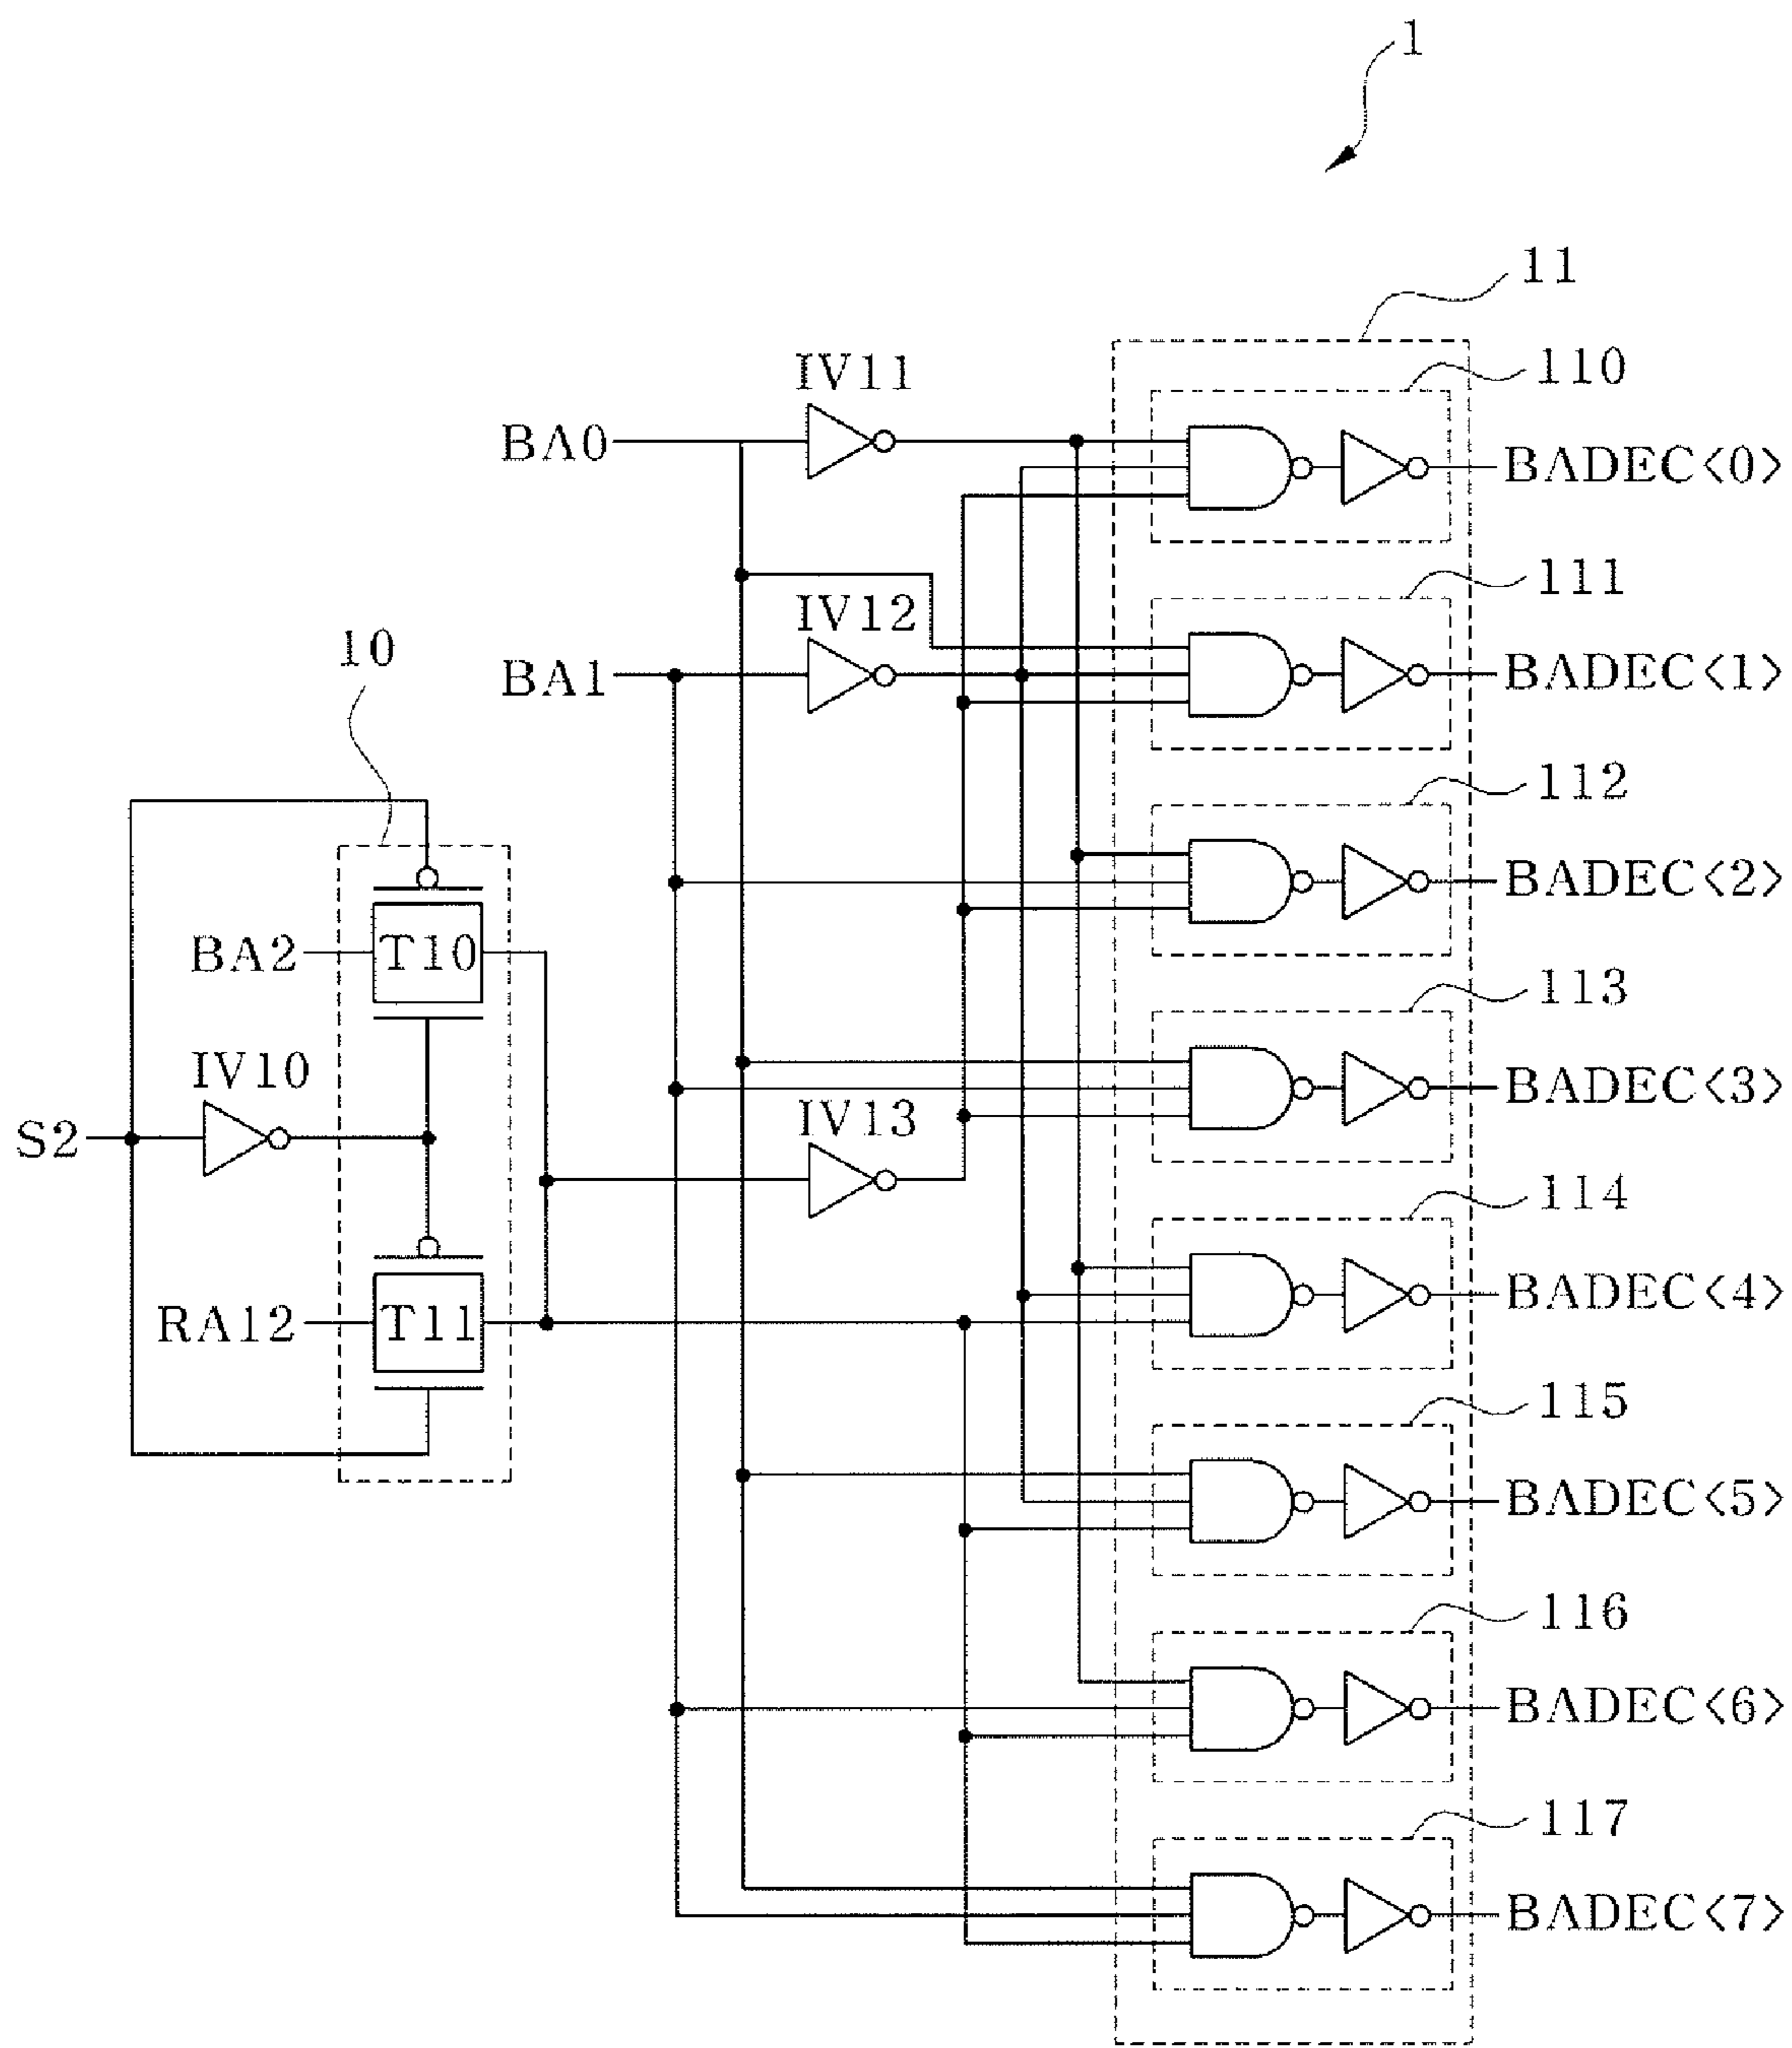 1
11
IV11
110
BA0
BADEC<0>
111
IV12
10
BA1
BADEC<1>
112
BADEC<2>
BA2
T10
113
IV10
IV13
BADEC<3>
S2
114
RA12
T11
BADEC<4>
115
BADEC<5>
116
BADEC<6>
117
BADEC<7>